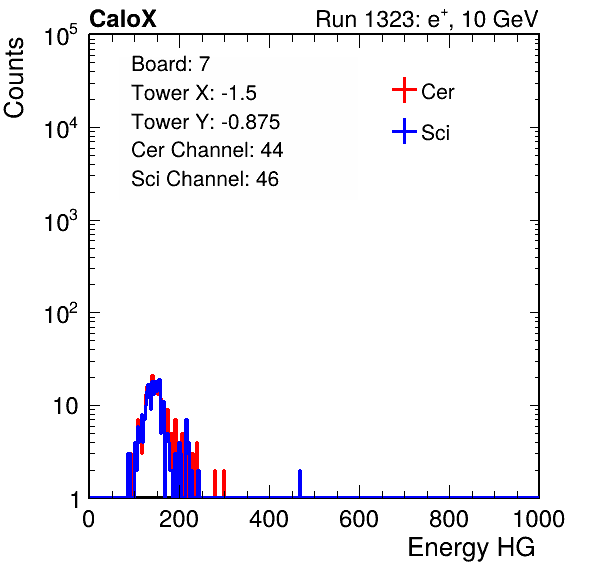 CaloX Run 1323: e⁺, 10 GeV
Counts
10⁵
10⁴
10³
10²
10
1
Board: 7
Tower X: -1.5
Tower Y: -0.875
Cer Channel: 44
Sci Channel: 46
Cer
Sci
0 200 400 600 800 1000
Energy HG